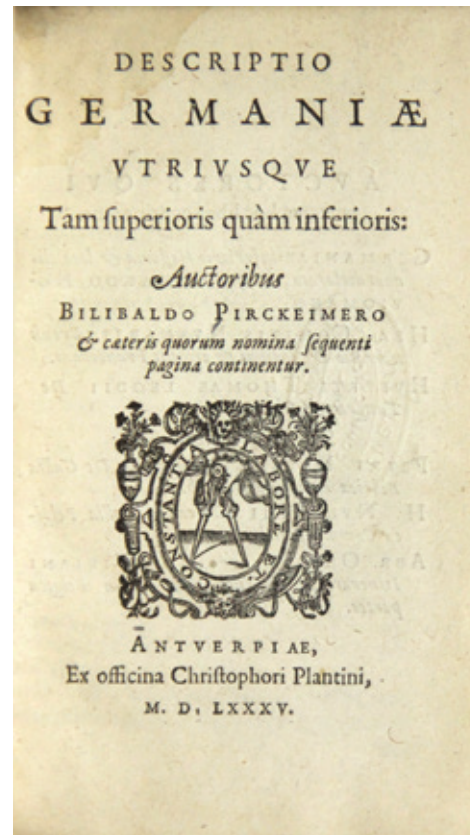 DESCRIPTIO
GERMANIÆ
VTRIVSQVE
Tam ſuperioris quàm inferioris:
Auctoribus
BILIBALDO PIRCKEIMERO
& cæteris quorum nomina ſequenti
pagina continentur.
LABORE ET CONSTANTIA
ANTVERPIAE,
Ex officina Chriſtophori Plantini,
M. D. LXXXV.